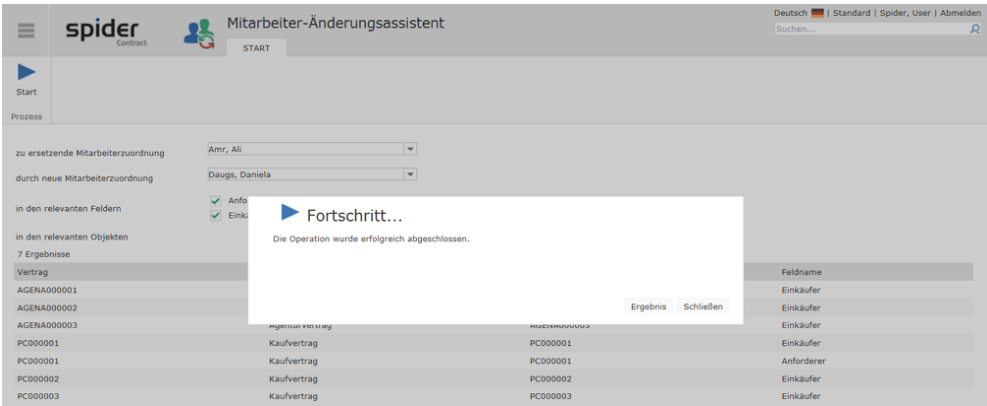 Deutsch | Standard | Spider, User | Abmelden
spider
Contract
Mitarbeiter-Änderungsassistent
Suchen...
START
Start
Prozess
zu ersetzende Mitarbeiterzuordnung Amr, Ali
durch neue Mitarbeiterzuordnung Daugs, Daniela
in den relevanten Feldern Anfo
Einka
in den relevanten Objekten
7 Ergebnisse
Fortschritt...
Die Operation wurde erfolgreich abgeschlossen.
Ergebnis Schließen
Vertrag Feldname
AGENA000001 Einkäufer
AGENA000002 Einkäufer
AGENA000003 Agenturvertrag AGENA000003 Einkäufer
PC000001 Kaufvertrag PC000001 Einkäufer
PC000001 Kaufvertrag PC000001 Anforderer
PC000002 Kaufvertrag PC000002 Einkäufer
PC000003 Kaufvertrag PC000003 Einkäufer